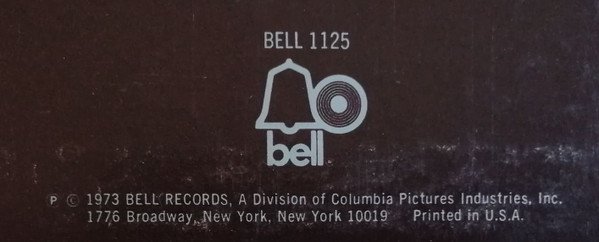 BELL 1125
bell
P © 1973 BELL RECORDS, A Division of Columbia Pictures Industries, Inc.
1776 Broadway, New York, New York 10019 Printed in U.S.A.